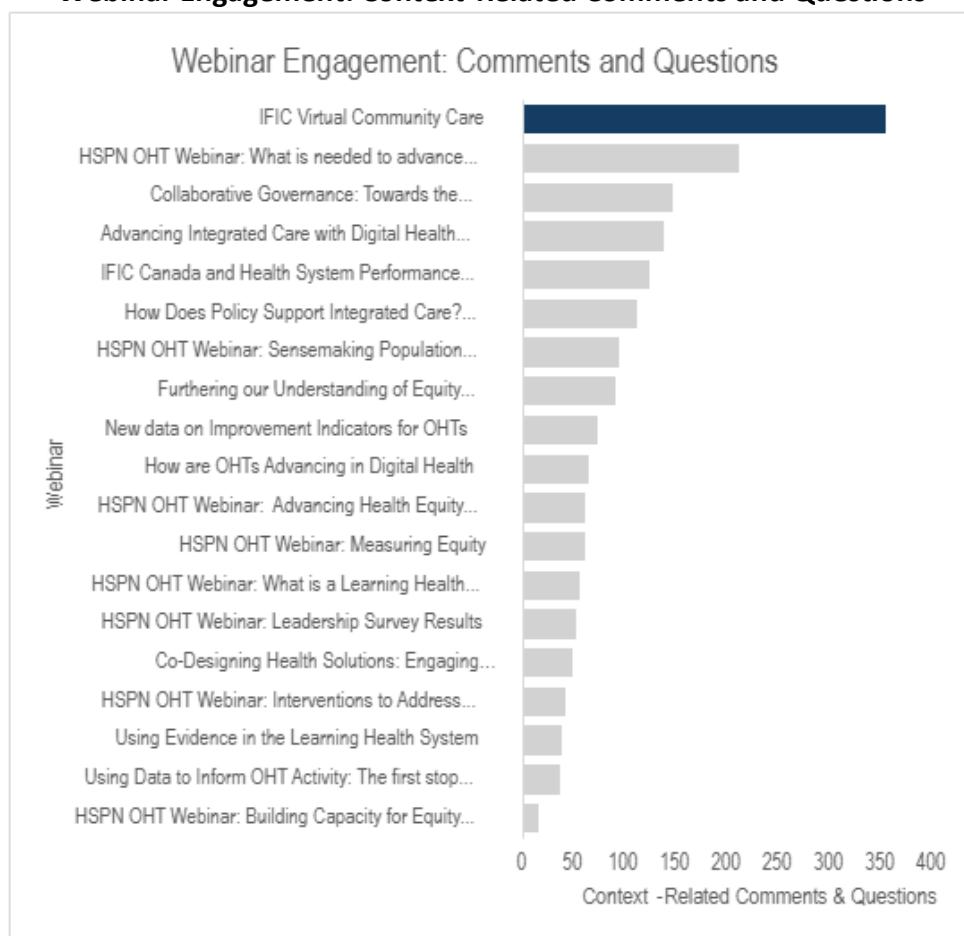 Webinar Engagement: Context-Related Comments and Questions
Webinar Engagement: Comments and Questions
IFIC Virtual Community Care
HSPN OHT Webinar: What is needed to advance...
Collaborative Governance: Towards the...
Advancing Integrated Care with Digital Health...
IFIC Canada and Health System Performance...
How Does Policy Support Integrated Care?...
HSPN OHT Webinar: Sensemaking Population...
Furthering our Understanding of Equity...
New data on Improvement Indicators for OHTs
How are OHTs Advancing in Digital Health
HSPN OHT Webinar: Advancing Health Equity...
HSPN OHT Webinar: Measuring Equity
HSPN OHT Webinar: What is a Learning Health...
HSPN OHT Webinar: Leadership Survey Results
Co-Designing Health Solutions: Engaging...
HSPN OHT Webinar: Interventions to Address...
Using Evidence in the Learning Health System
Using Data to Inform OHT Activity: The first stop...
HSPN OHT Webinar: Building Capacity for Equity...
Webinar
0 50 100 150 200 250 300 350 400
Context -Related Comments & Questions